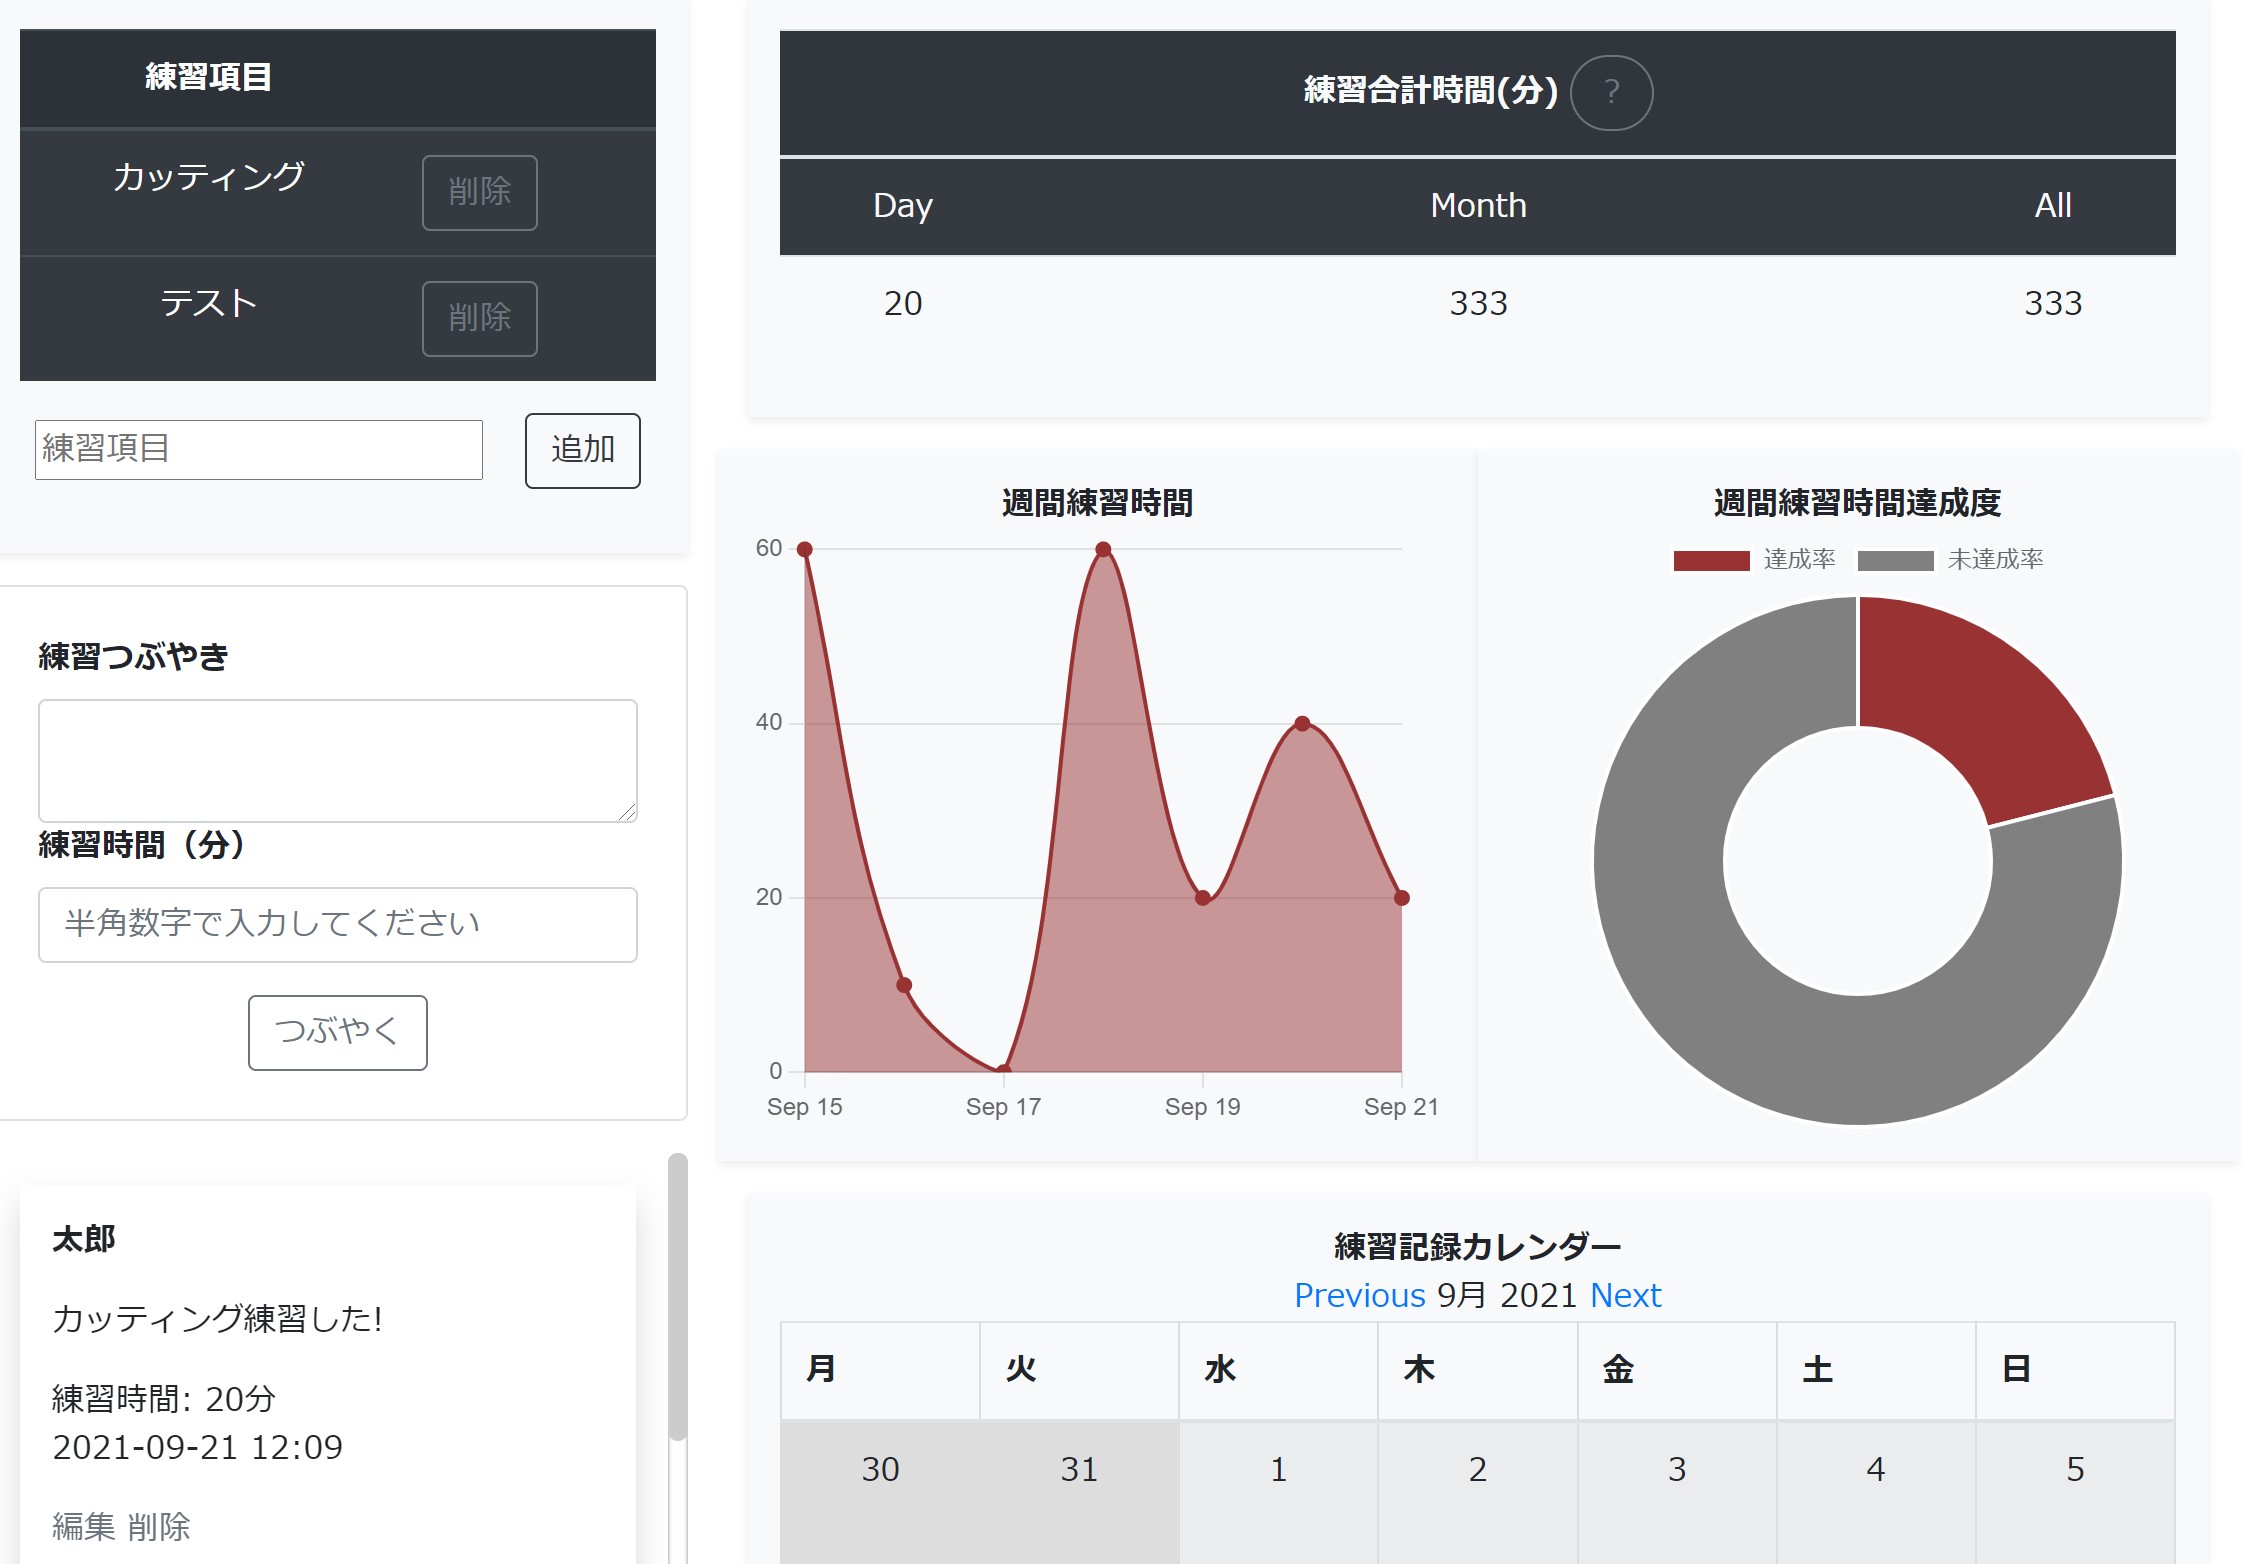 練習項目
カッティング 削除
テスト 削除
練習項目 追加
練習つぶやき
練習時間（分）
半角数字で入力してください
つぶやく
太郎
カッティング練習した!
練習時間: 20分
2021-09-21 12:09
編集 削除
練習合計時間(分) ?
Day Month All
20 333 333
週間練習時間
60
40
20
0
Sep 15 Sep 17 Sep 19 Sep 21
週間練習時間達成度
達成率 未達成率
練習記録カレンダー
Previous 9月 2021 Next
月 火 水 木 金 土 日
30 31 1 2 3 4 5